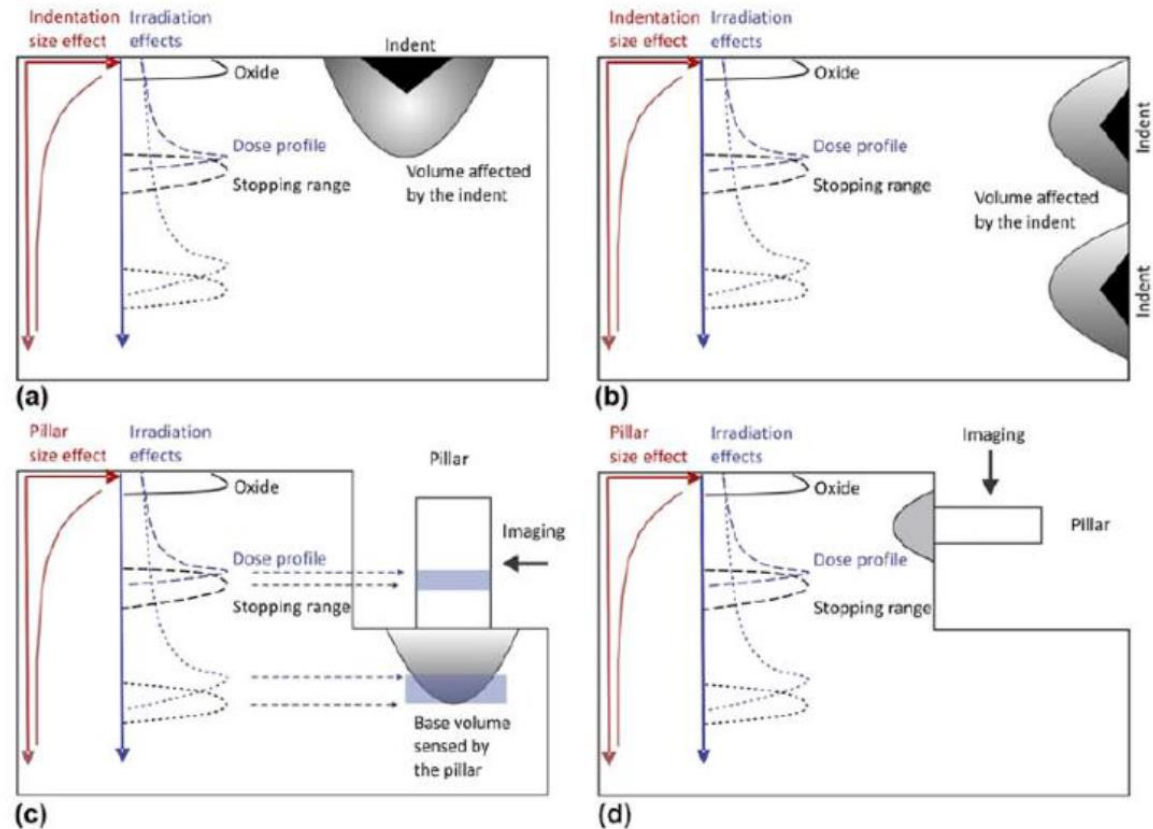 Indentation
size effect
Irradiation
effects
Indent
Oxide
Dose profile
Stopping range
Volume affected
by the indent
(a)
Indentation
size effect
Irradiation
effects
Oxide
Dose profile
Stopping range
Volume affected
by the indent
Indent
Indent
(b)
Pillar
size effect
Irradiation
effects
Pillar
Oxide
Imaging
Dose profile
Stopping range
Base volume
sensed by
the pillar
(c)
Pillar
size effect
Irradiation
effects
Imaging
Oxide
Pillar
Dose profile
Stopping range
(d)